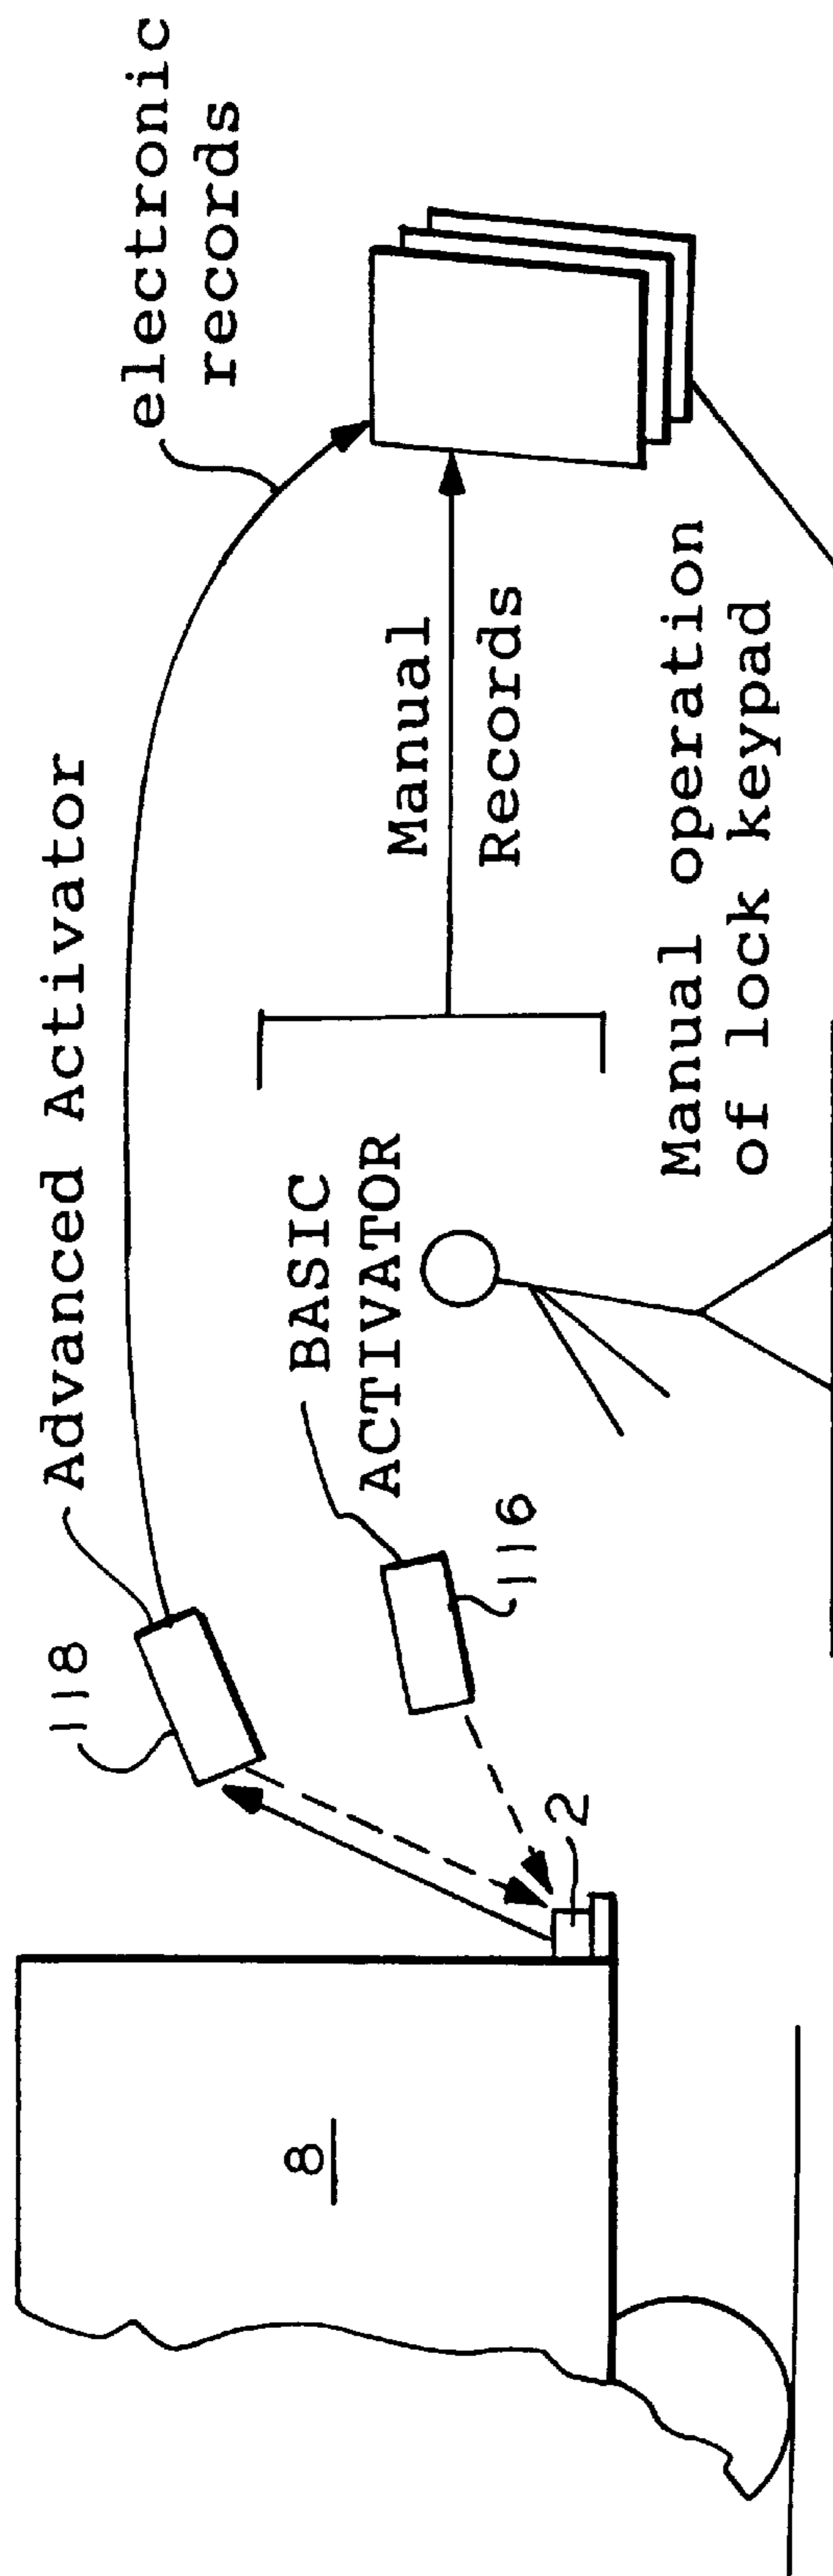 electronic
records
Advanced Activator
118
Manual
Records
BASIC
ACTIVATOR
116
2
8
Manual operation
of lock keypad